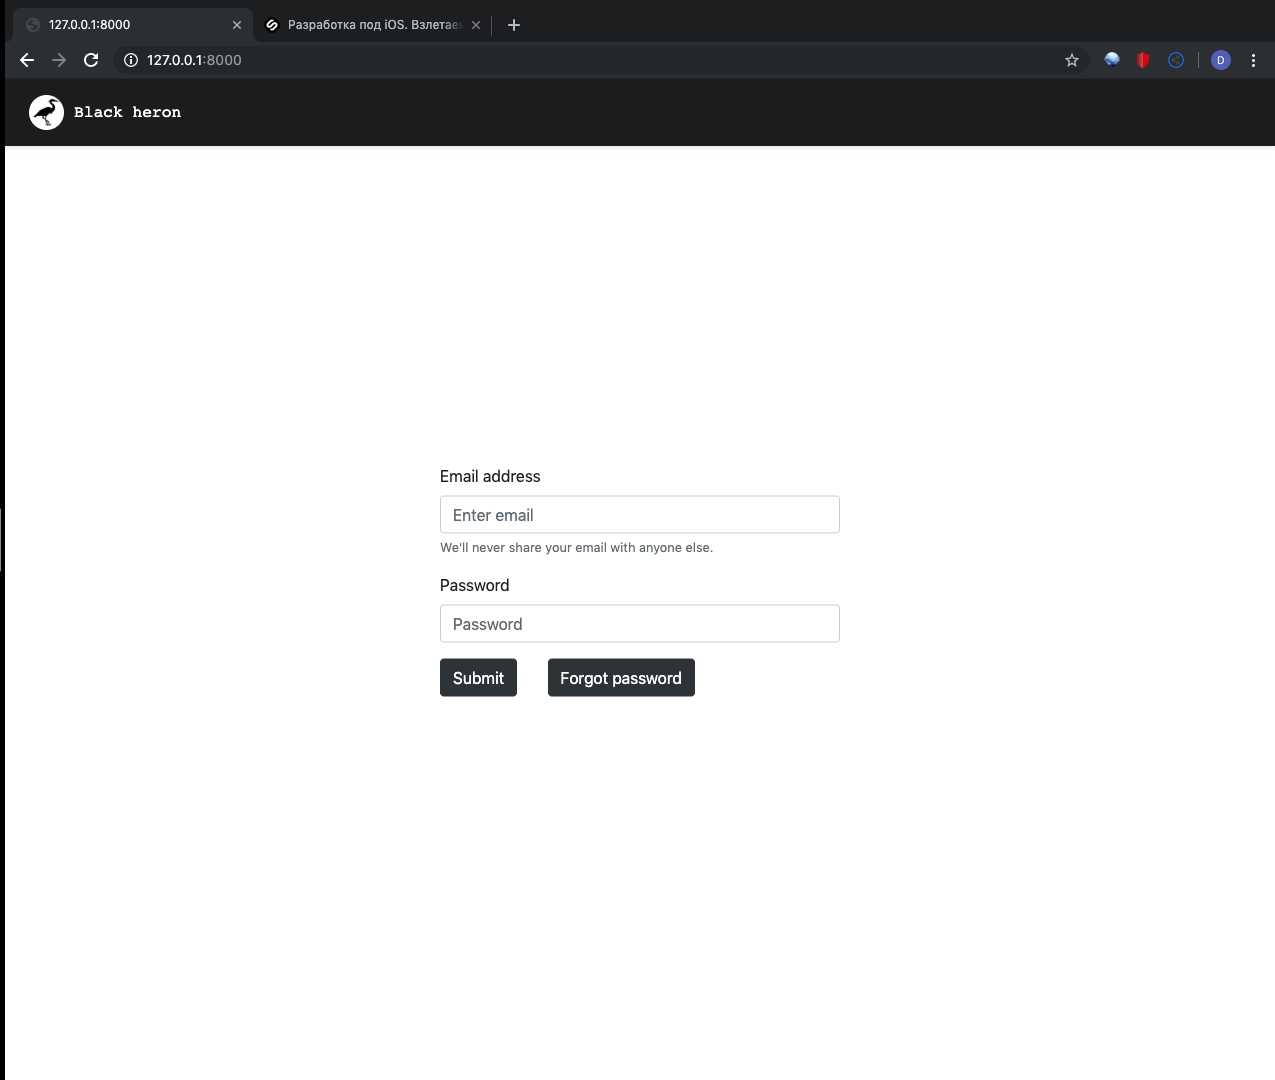 127.0.0.1:8000
Разработка под iOS. Взлетае
127.0.0.1:8000
D
Black heron
Email address
Enter email
We'll never share your email with anyone else.
Password
Password
Submit Forgot password